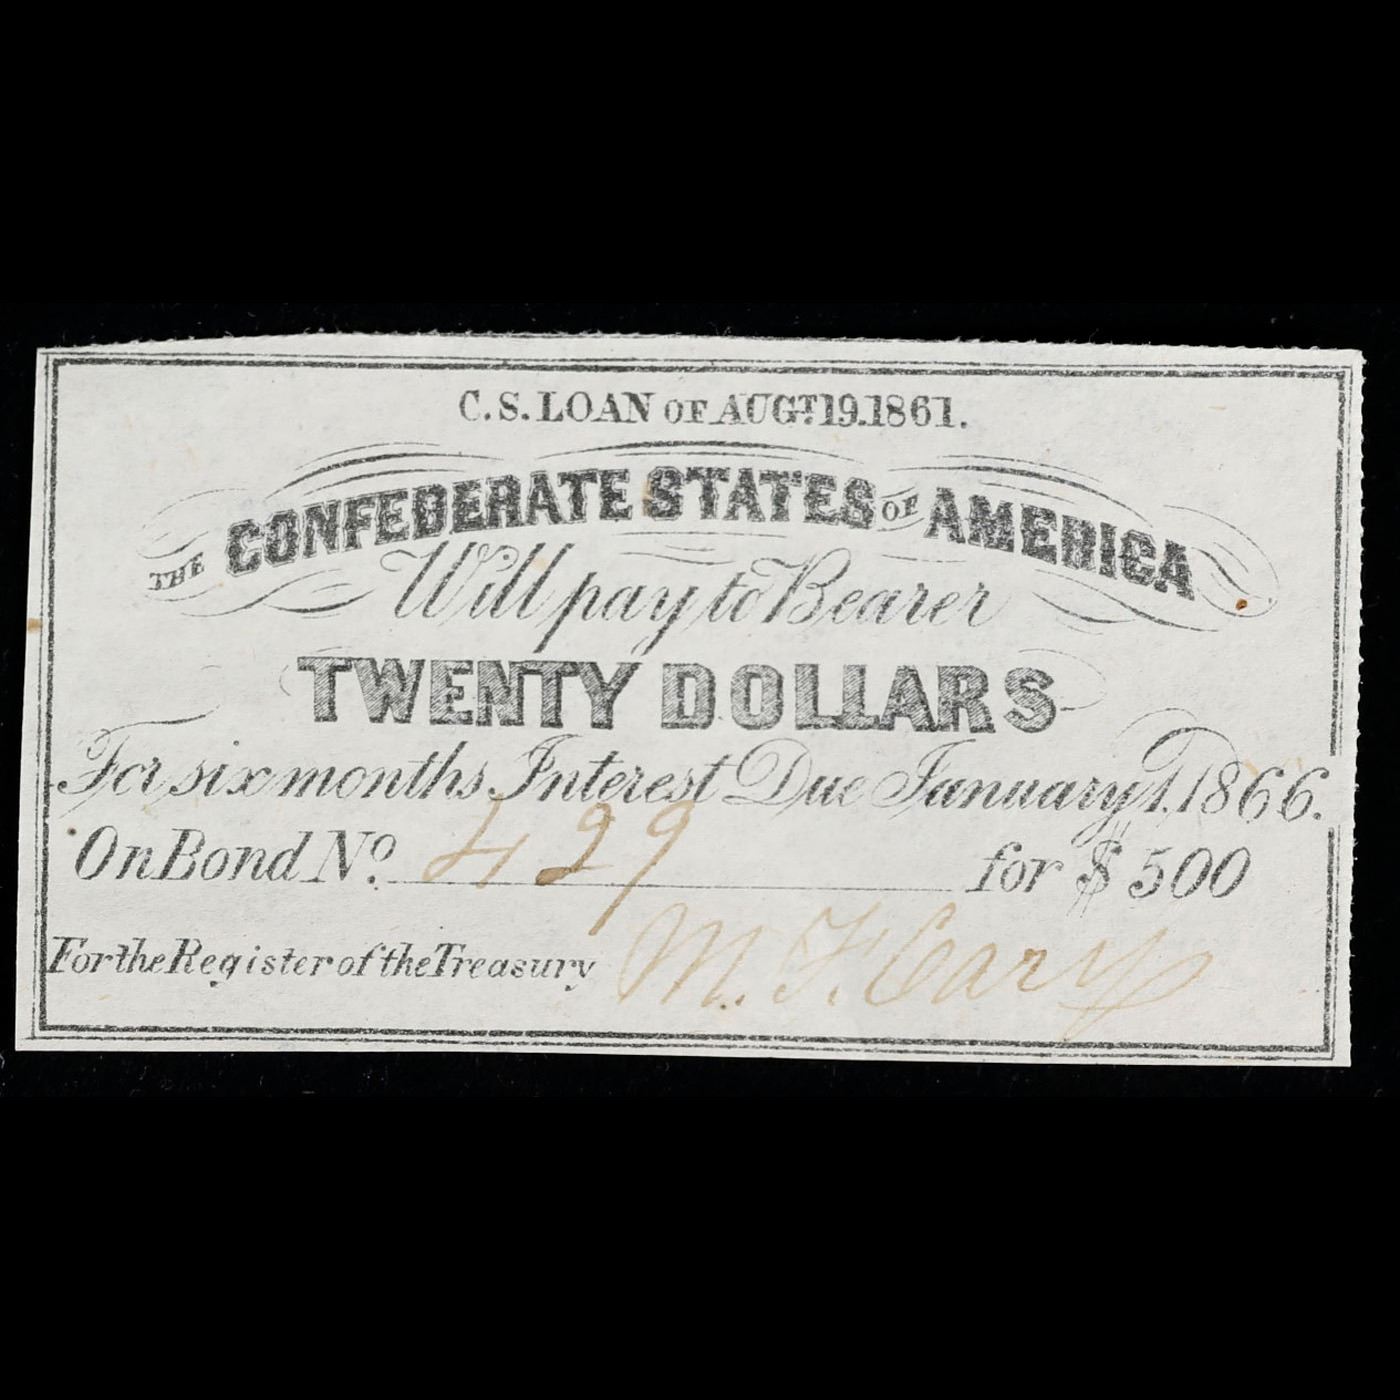 C. S. LOAN OF AUGT. 19. 1861.
THE CONFEDERATE STATES OF AMERICA
Will pay to Bearer
TWENTY DOLLARS
For six months Interest Due January 1, 1866.
On Bond No. 429 for $ 500
For the Register of the Treasury M. F. Cary